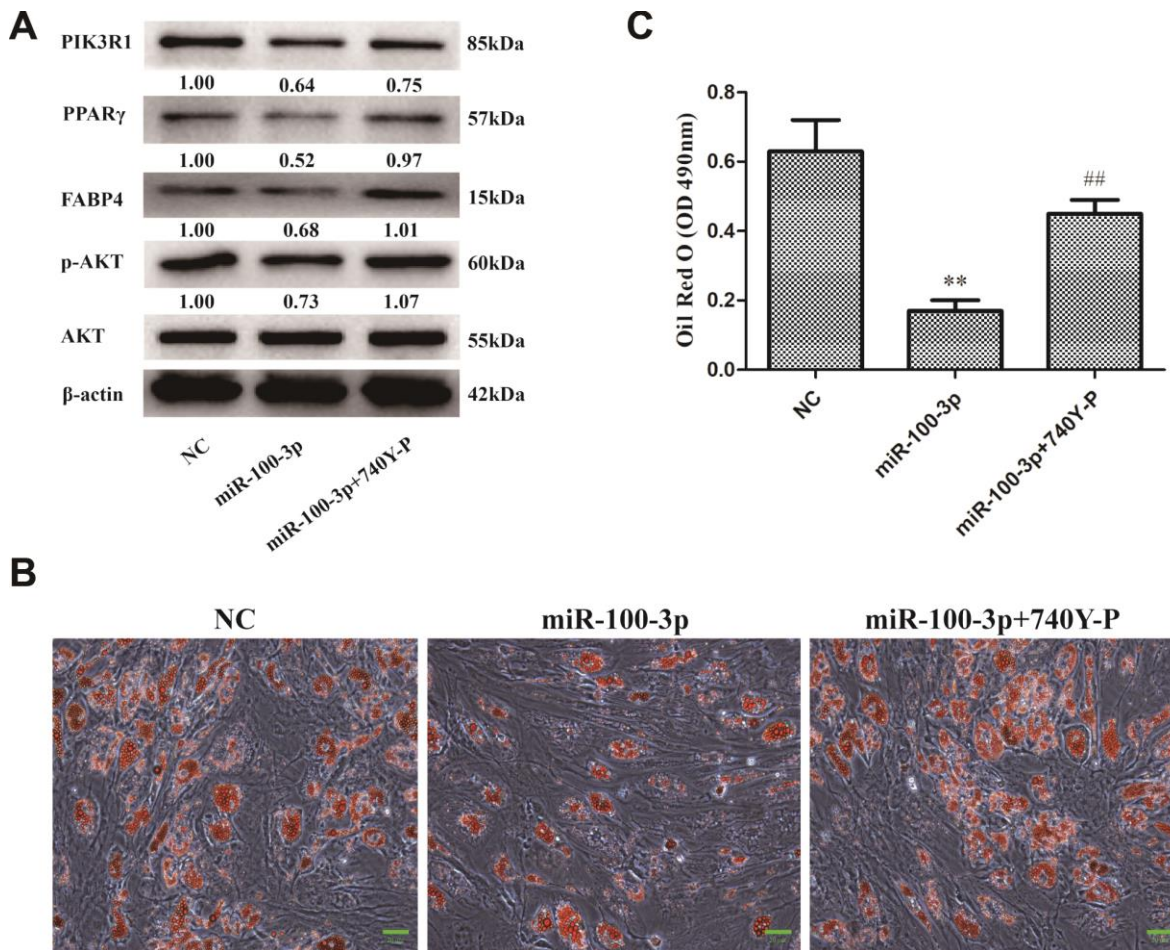 A
PIK3R1 85kDa
1.00 0.64 0.75
PPARγ 57kDa
1.00 0.52 0.97
FABP4 15kDa
1.00 0.68 1.01
p-AKT 60kDa
1.00 0.73 1.07
AKT 55kDa
β-actin 42kDa
NC
miR-100-3p
miR-100-3p+740Y-P
C
Oil Red O (OD 490nm)
0.8
0.6
0.4
0.2
0.0
**
##
NC
miR-100-3p
miR-100-3p+740Y-P
B
NC miR-100-3p miR-100-3p+740Y-P